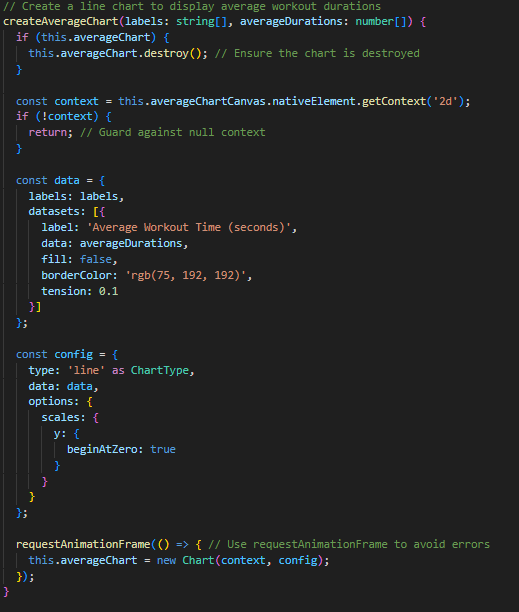 // Create a line chart to display average workout durations
createAverageChart(labels: string[], averageDurations: number[]) {
  if (this.averageChart) {
    this.averageChart.destroy(); // Ensure the chart is destroyed
  }

  const context = this.averageChartCanvas.nativeElement.getContext('2d');
  if (!context) {
    return; // Guard against null context
  }

  const data = {
    labels: labels,
    datasets: [{
      label: 'Average Workout Time (seconds)',
      data: averageDurations,
      fill: false,
      borderColor: 'rgb(75, 192, 192)',
      tension: 0.1
    }]
  };

  const config = {
    type: 'line' as ChartType,
    data: data,
    options: {
      scales: {
        y: {
          beginAtZero: true
        }
      }
    }
  };

  requestAnimationFrame(() => { // Use requestAnimationFrame to avoid errors
    this.averageChart = new Chart(context, config);
  });
}